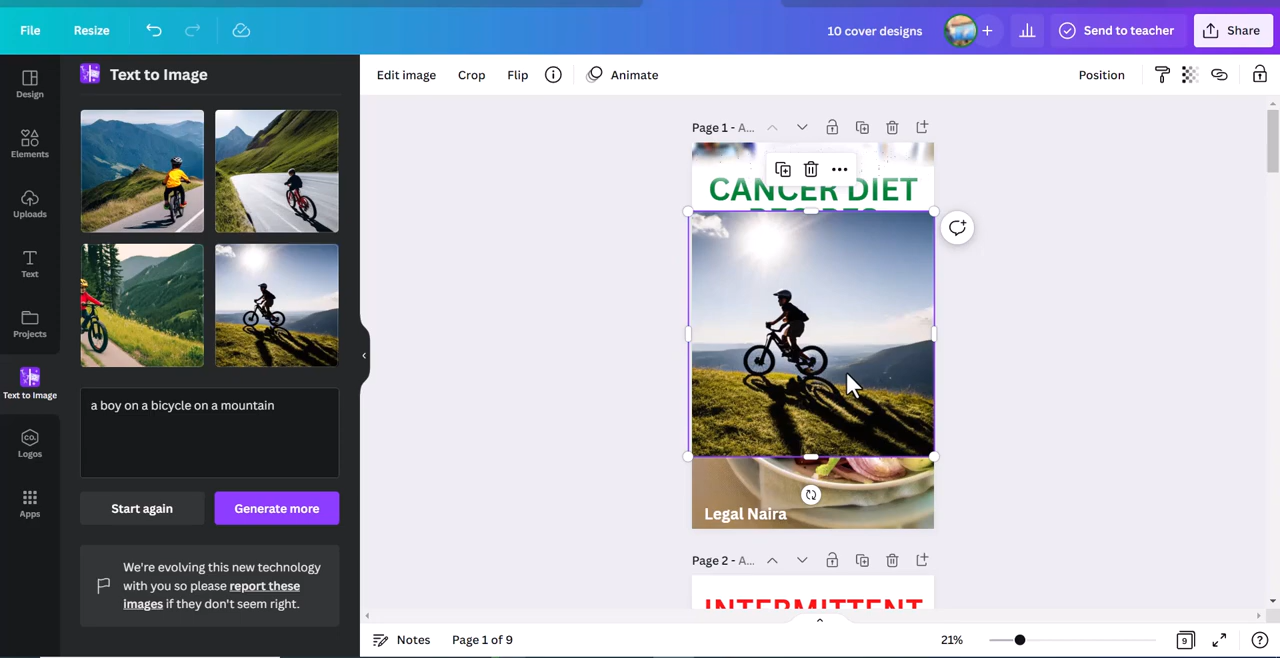 File
Resize
10 cover designs
Send to teacher
Share
Design
Elements
Uploads
Text
Projects
Text to Image
Logos
Apps
Text to Image
a boy on a bicycle on a mountain
Start again
Generate more
We're evolving this new technology
with you so please report these
images if they don't seem right.
Edit image
Crop
Flip
Animate
Position
Page 1 - A...
CANCER DIET
Legal Naira
Page 2 - A...
INTERMITTENT
Notes
Page 1 of 9
21%
9
CO.